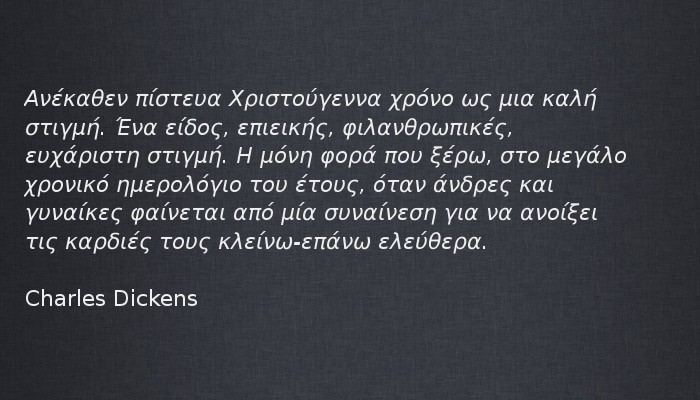 Ανέκαθεν πίστευα Χριστούγεννα χρόνο ως μια καλή
στιγμή. Ένα είδος, επιεικής, φιλανθρωπικές,
ευχάριστη στιγμή. Η μόνη φορά που ξέρω, στο μεγάλο
χρονικό ημερολόγιο του έτους, όταν άνδρες και
γυναίκες φαίνεται από μία συναίνεση για να ανοίξει
τις καρδιές τους κλείνω-επάνω ελεύθερα.
Charles Dickens